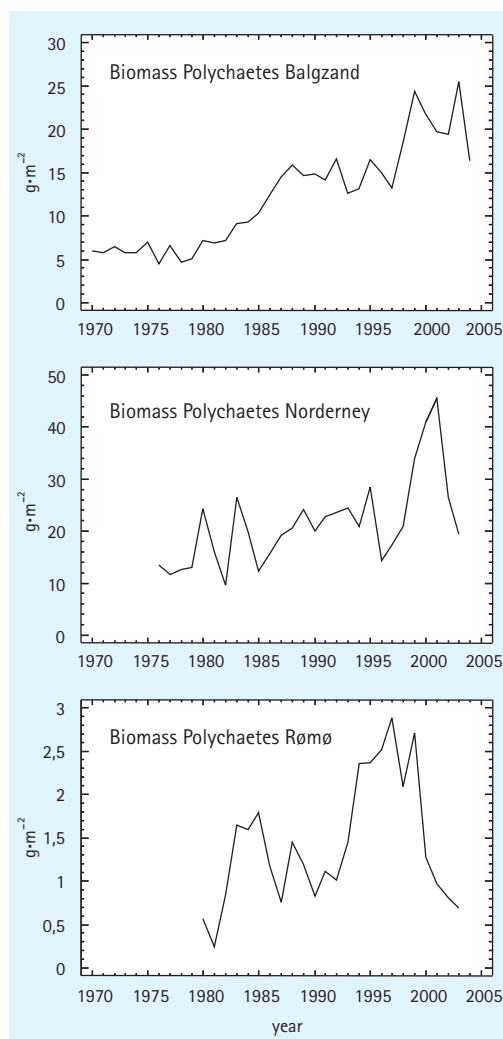 Biomass Polychaetes Balgzand
30
25
20
15
10
5
0
g•m⁻²
1970 1975 1980 1985 1990 1995 2000 2005
Biomass Polychaetes Norderney
50
40
30
20
10
0
g•m⁻²
1970 1975 1980 1985 1990 1995 2000 2005
Biomass Polychaetes Rømø
3
2,5
2
1,5
1
0,5
0
g•m⁻²
1970 1975 1980 1985 1990 1995 2000 2005
year